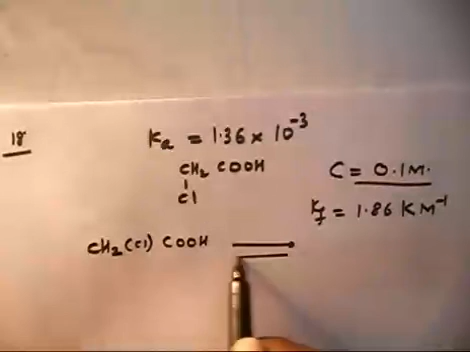 18
Ka = 1.36 × 10⁻³
CH₂ COOH
Cl
C = 0.1M.
Kf = 1.86 KM⁻¹
CH₂(Cl) COOH ⇌